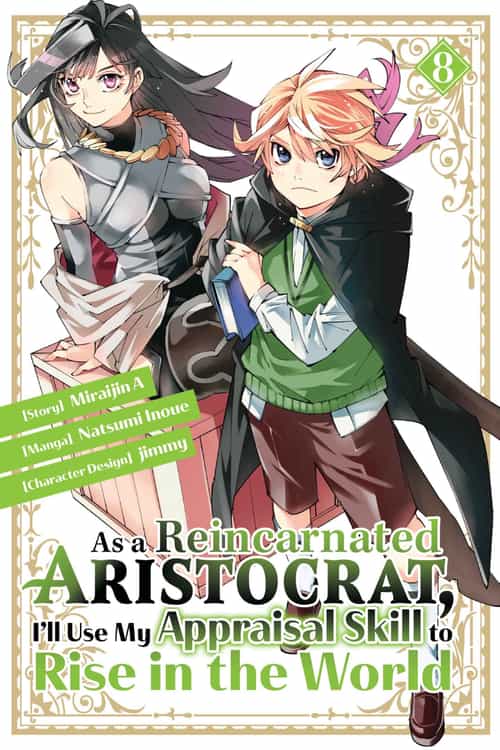 8
[Story] Miraijin A
[Manga] Natsumi Inoue
[Character Design] jimmy
As a Reincarnated
ARISTOCRAT,
I'll Use My Appraisal Skill to
Rise in the World